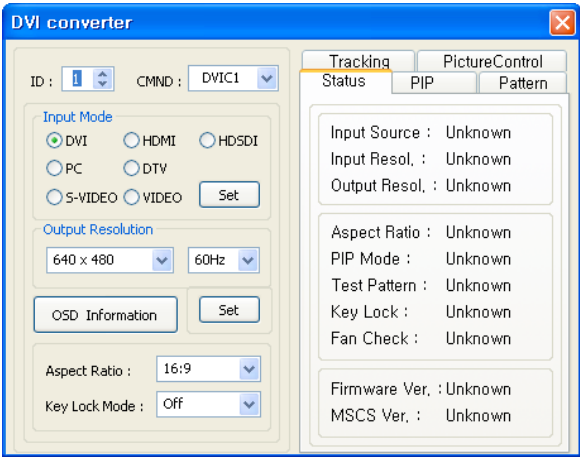 DVI converter
ID : 1 CMND : DVIC1
Input Mode
DVI HDMI HDSDI
PC DTV
S-VIDEO VIDEO Set
Output Resolution
640 x 480 60Hz
OSD Information Set
Aspect Ratio : 16:9
Key Lock Mode : Off
Tracking PictureControl
Status PIP Pattern
Input Source : Unknown
Input Resol, : Unknown
Output Resol, : Unknown
Aspect Ratio : Unknown
PIP Mode : Unknown
Test Pattern : Unknown
Key Lock : Unknown
Fan Check : Unknown
Firmware Ver, : Unknown
MSCS Ver, : Unknown